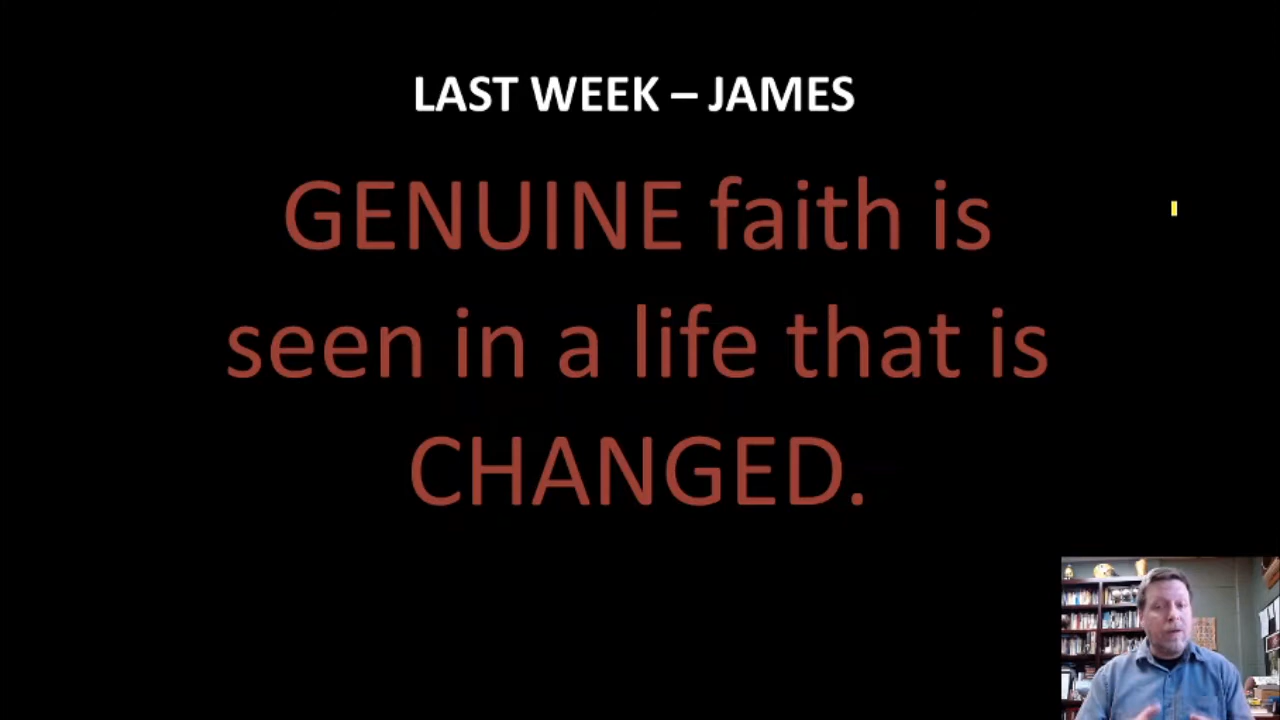 LAST WEEK – JAMES
GENUINE faith is
seen in a life that is
CHANGED.